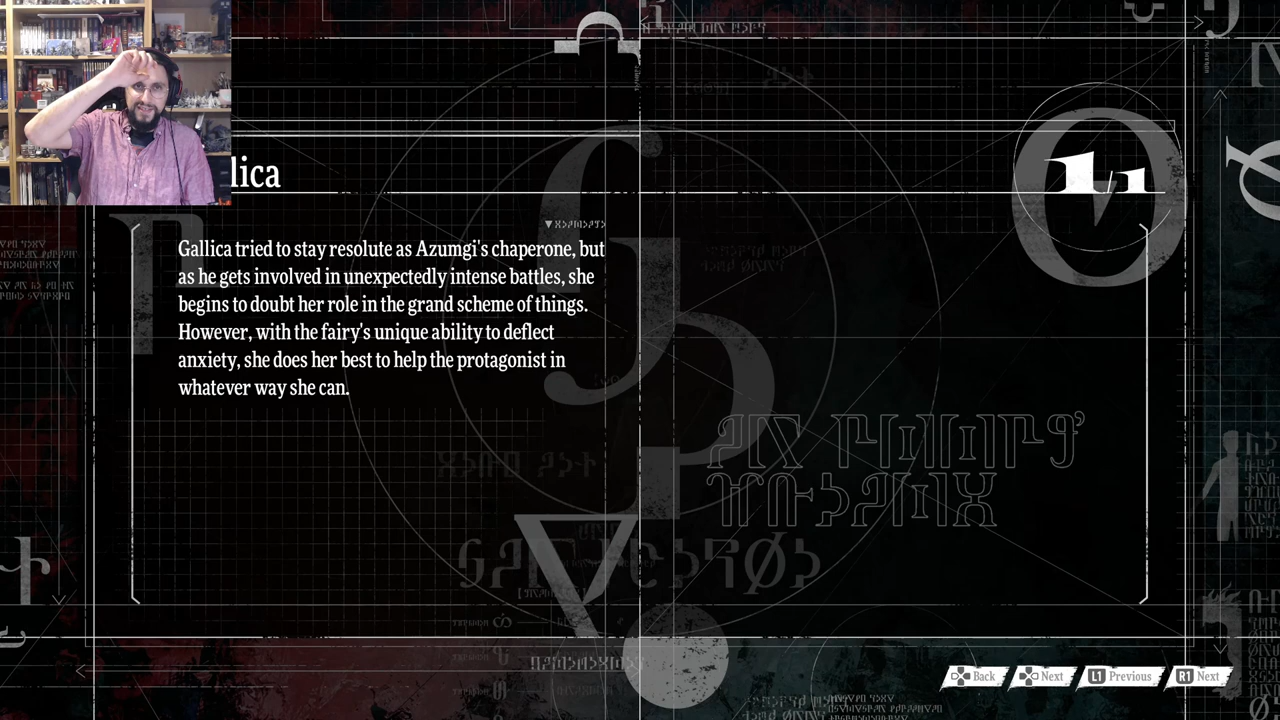 lica
1/1
Gallica tried to stay resolute as Azumgi's chaperone, but
as he gets involved in unexpectedly intense battles, she
begins to doubt her role in the grand scheme of things.
However, with the fairy's unique ability to deflect
anxiety, she does her best to help the protagonist in
whatever way she can.
Back Next L1 Previous R1 Next